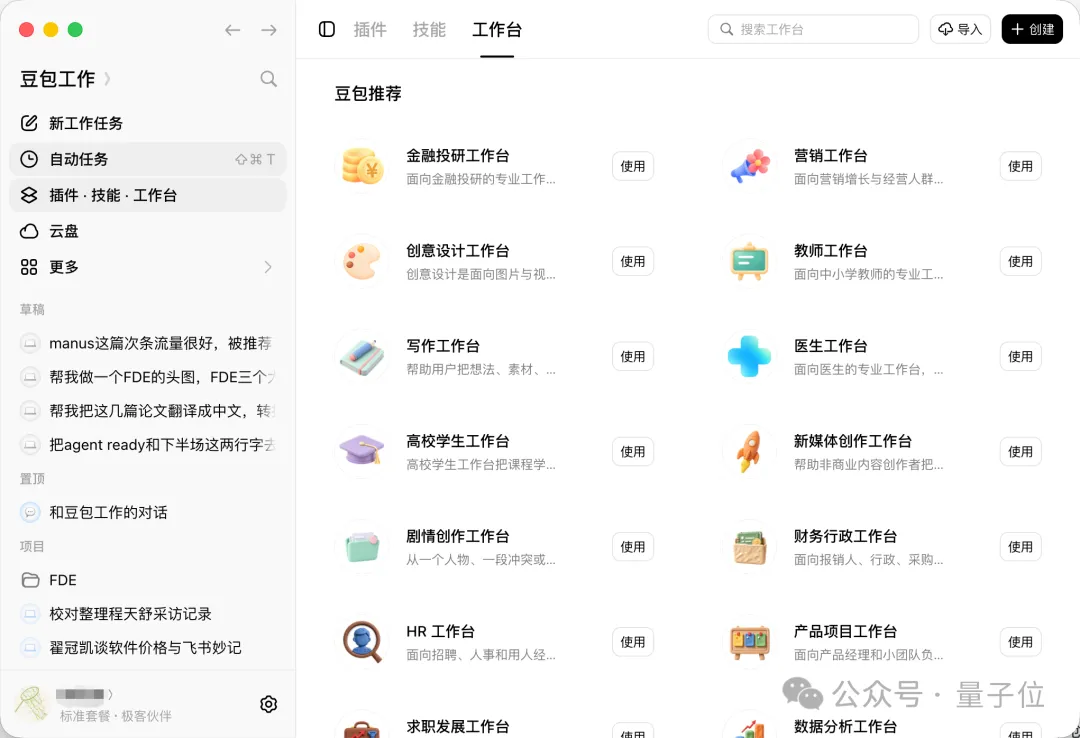 豆包工作
新工作任务
自动任务 ⇧⌘T
插件 · 技能 · 工作台
云盘
更多
草稿
manus这篇次条流量很好，被推荐
帮我做一个FDE的头图，FDE三个
帮我把这几篇论文翻译成中文，转
把agent ready和下半场这两行字去
置顶
和豆包工作的对话
项目
FDE
校对整理程天舒采访记录
翟冠凯谈软件价格与飞书妙记
标准套餐 · 极客伙伴
插件 技能 工作台
搜索工作台
导入
创建
豆包推荐
金融投研工作台
面向金融投研的专业工作...
使用
营销工作台
面向营销增长与经营人群...
使用
创意设计工作台
创意设计是面向图片与视...
使用
教师工作台
面向中小学教师的专业工...
使用
写作工作台
帮助用户把想法、素材、...
使用
医生工作台
面向医生的专业工作台，...
使用
高校学生工作台
高校学生工作台把课程学...
使用
新媒体创作工作台
帮助非商业内容创作者把...
使用
剧情创作工作台
从一个人物、一段冲突或...
使用
财务行政工作台
面向报销人、行政、采购...
使用
HR 工作台
面向招聘、人事和用人经...
使用
产品项目工作台
面向产品经理和小团队负...
使用
求职发展工作台
使用
数据分析工作台
使用
公众号 · 量子位